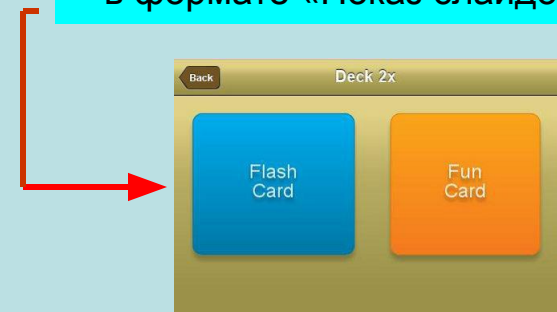 в формате «Показ слайдо
Back
Deck 2x
Flash
Card
Fun
Card